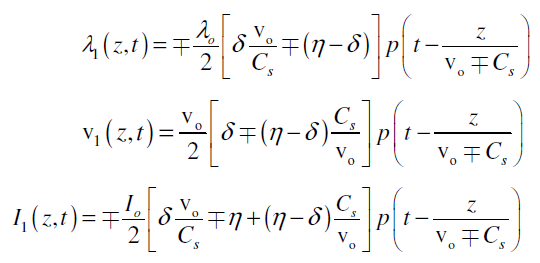 λ₁(z,t) = ∓ λₒ/2 [δ vₒ/Cₛ ∓ (η − δ)] p(t − z/(vₒ ∓ Cₛ))
v₁(z,t) = vₒ/2 [δ ∓ (η − δ) Cₛ/vₒ] p(t − z/(vₒ ∓ Cₛ))
I₁(z,t) = ∓ Iₒ/2 [δ vₒ/Cₛ ∓ η + (η − δ) Cₛ/vₒ] p(t − z/(vₒ ∓ Cₛ))